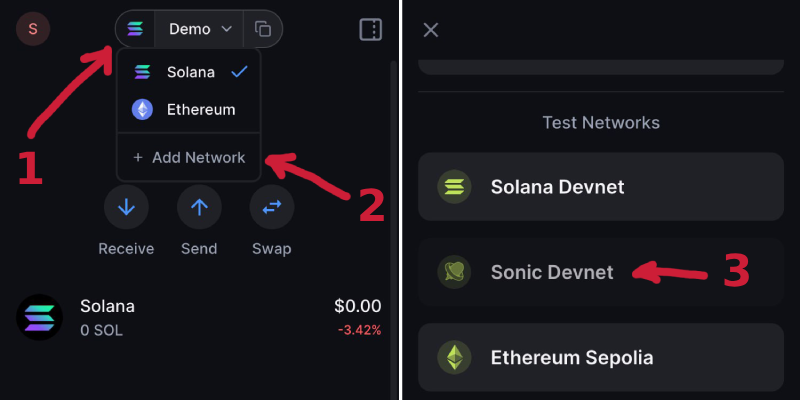 S
Demo
Solana
Ethereum
+ Add Network
1
2
Receive Send Swap
Solana $0.00
0 SOL -3.42%
Test Networks
Solana Devnet
Sonic Devnet
3
Ethereum Sepolia